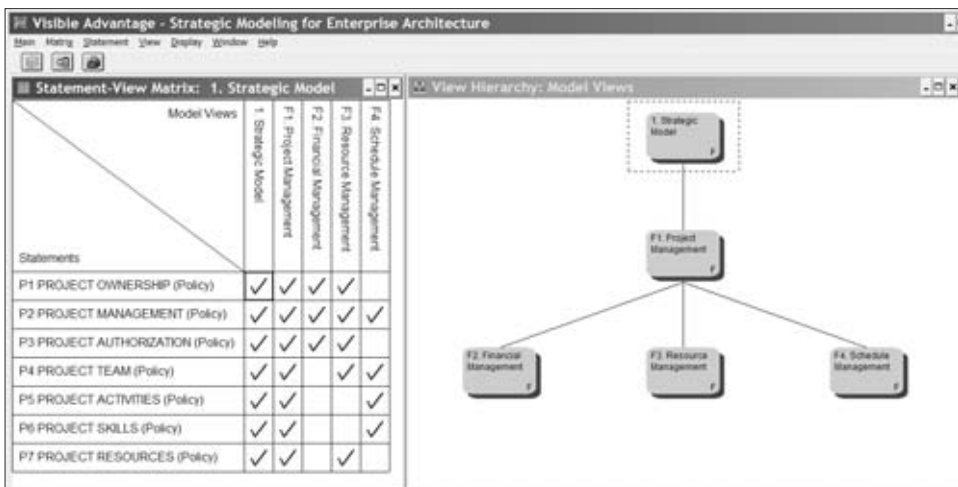 Visible Advantage - Strategic Modeling for Enterprise Architecture
Main Matrix Statement View Display Window Help
Statement-View Matrix: 1. Strategic Model
Model Views
1. Strategic Model
F1. Project Management
F2. Financial Management
F3. Resource Management
F4. Schedule Management
Statements
P1 PROJECT OWNERSHIP (Policy)
P2 PROJECT MANAGEMENT (Policy)
P3 PROJECT AUTHORIZATION (Policy)
P4 PROJECT TEAM (Policy)
P5 PROJECT ACTIVITIES (Policy)
P6 PROJECT SKILLS (Policy)
P7 PROJECT RESOURCES (Policy)
View Hierarchy: Model Views
1. Strategic
Model
F
F1. Project
Management
F
F2. Financial
Management
F
F3. Resource
Management
F
F4. Schedule
Management
F